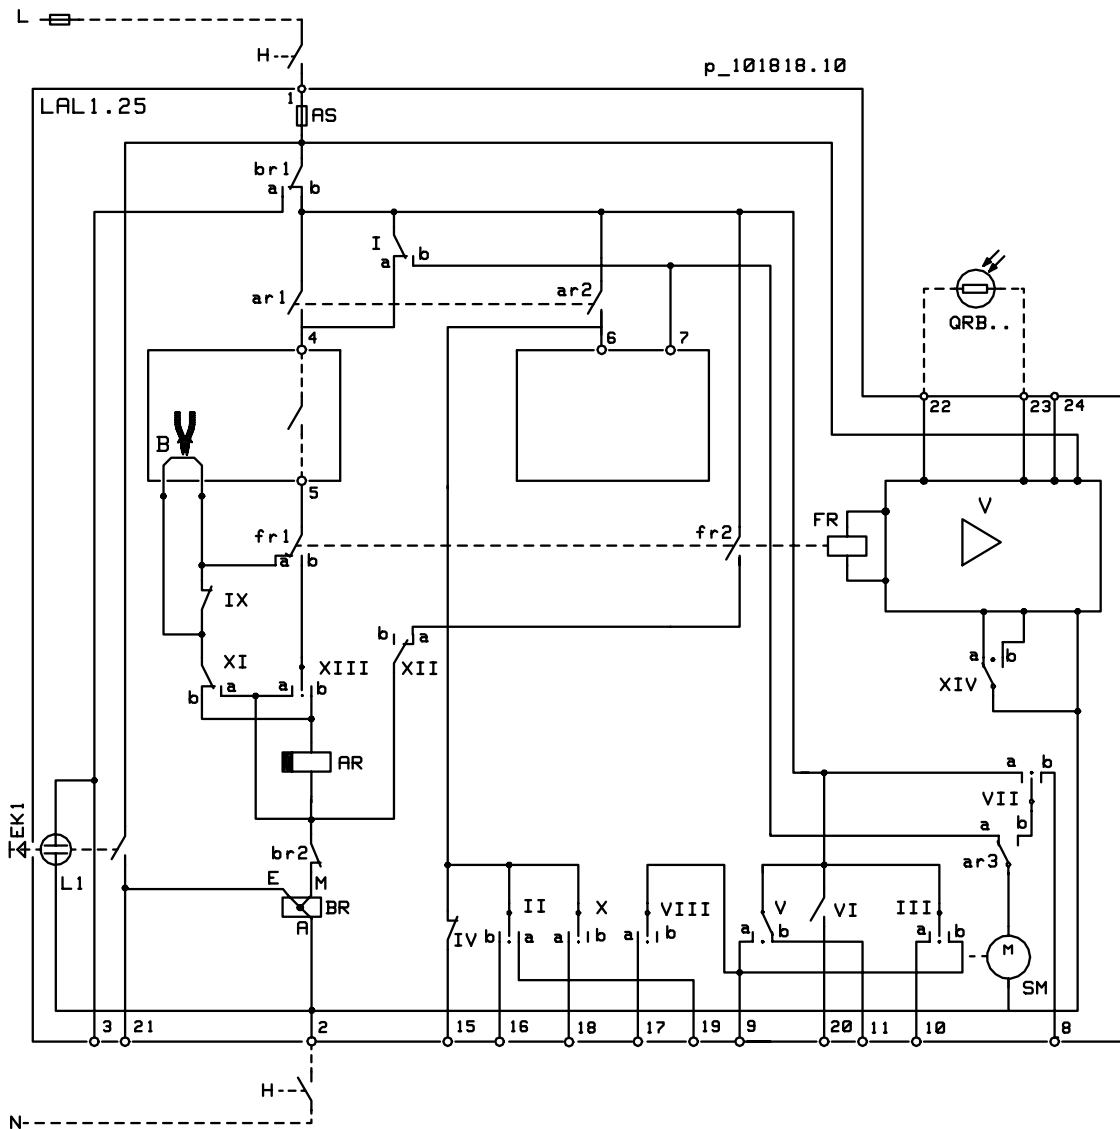 L
H
p_101818.10
LAL1.25
1
AS
br1
a b
I
a b
ar1
ar2
QRB..
4
6 7
22 23 24
B
5
V
FR
fr1
a b
fr2
IX
b a
XII
XI
b a
XIII
a b
a b
XIV
AR
a b
VII
a b
ar3
EK1
L1
br2
E M
BR
A
II
b a
X
a b
VIII
a b
V
a b
VI
III
a b
IV
M
SM
3 21 2 15 16 18 17 19 9 20 11 10 8
H
N